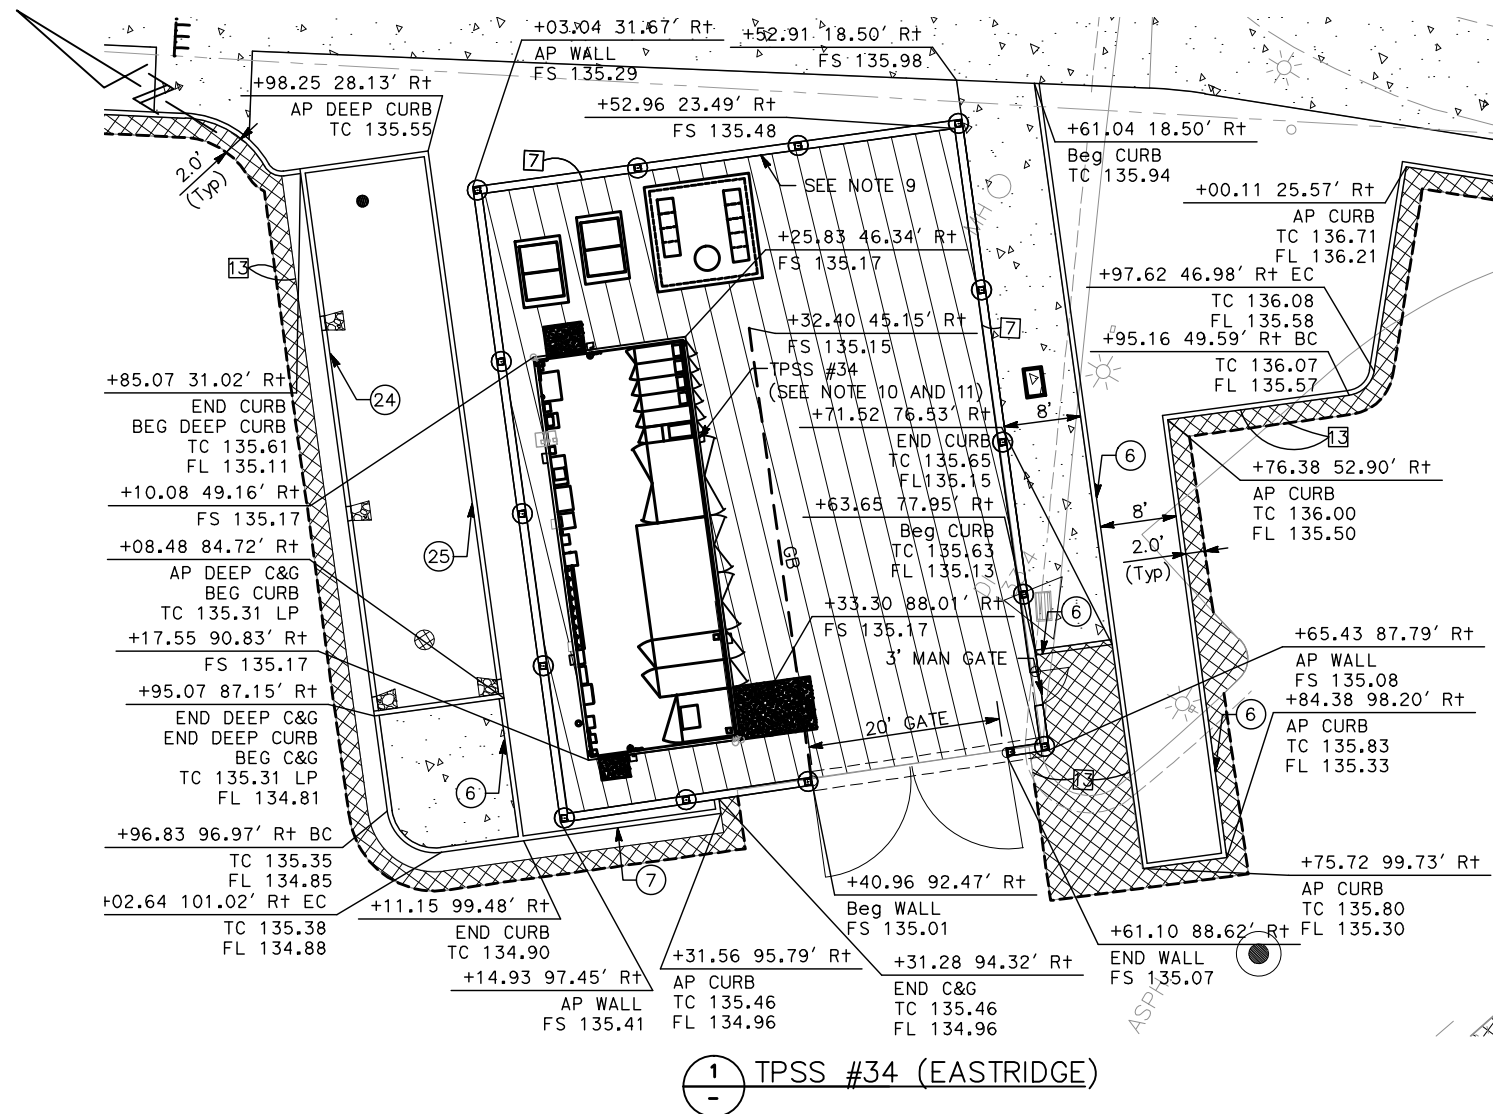 +03.04 31.67′ Rt
AP WALL
FS 135.29
+52.91 18.50′ Rt
FS 135.98
+98.25 28.13′ Rt
AP DEEP CURB
TC 135.55
+52.96 23.49′ Rt
FS 135.48
+61.04 18.50′ Rt
Beg CURB
TC 135.94
2.0'
(Typ)
7
SEE NOTE 9
+00.11 25.57′ Rt
AP CURB
TC 136.71
FL 136.21
MH
+25.83 46.34′ Rt
FS 135.17
13
+97.62 46.98′ Rt EC
TC 136.08
FL 135.58
+32.40 45.15′ Rt
FS 135.15
7
+95.16 49.59′ Rt BC
TC 136.07
FL 135.57
TPSS #34
(SEE NOTE 10 AND 11)
+85.07 31.02′ Rt
END CURB
BEG DEEP CURB
TC 135.61
FL 135.11
24
+71.52 76.53′ Rt
END CURB
TC 135.65
FL135.15
8'
13
6
+76.38 52.90′ Rt
AP CURB
TC 136.00
FL 135.50
+10.08 49.16′ Rt
FS 135.17
+63.65 77.95′ Rt
Beg CURB
TC 135.63
FL 135.13
8'
2.0'
(Typ)
+08.48 84.72′ Rt
AP DEEP C&G
BEG CURB
TC 135.31 LP
25
GB
+33.30 88.01′ Rt
FS 135.17
6
+17.55 90.83′ Rt
FS 135.17
3' MAN GATE
+65.43 87.79′ Rt
AP WALL
FS 135.08
+95.07 87.15′ Rt
END DEEP C&G
END DEEP CURB
BEG C&G
TC 135.31 LP
FL 134.81
20' GATE
+84.38 98.20′ Rt
AP CURB
TC 135.83
FL 135.33
6
6
13
+96.83 96.97′ Rt BC
TC 135.35
FL 134.85
7
+40.96 92.47′ Rt
Beg WALL
FS 135.01
+75.72 99.73′ Rt
AP CURB
TC 135.80
FL 135.30
+02.64 101.02′ Rt EC
TC 135.38
FL 134.88
+11.15 99.48′ Rt
END CURB
TC 134.90
+61.10 88.62′ Rt
END WALL
FS 135.07
+14.93 97.45′ Rt
AP WALL
FS 135.41
+31.56 95.79′ Rt
AP CURB
TC 135.46
FL 134.96
+31.28 94.32′ Rt
END C&G
TC 135.46
FL 134.96
1
-
TPSS #34 (EASTRIDGE)